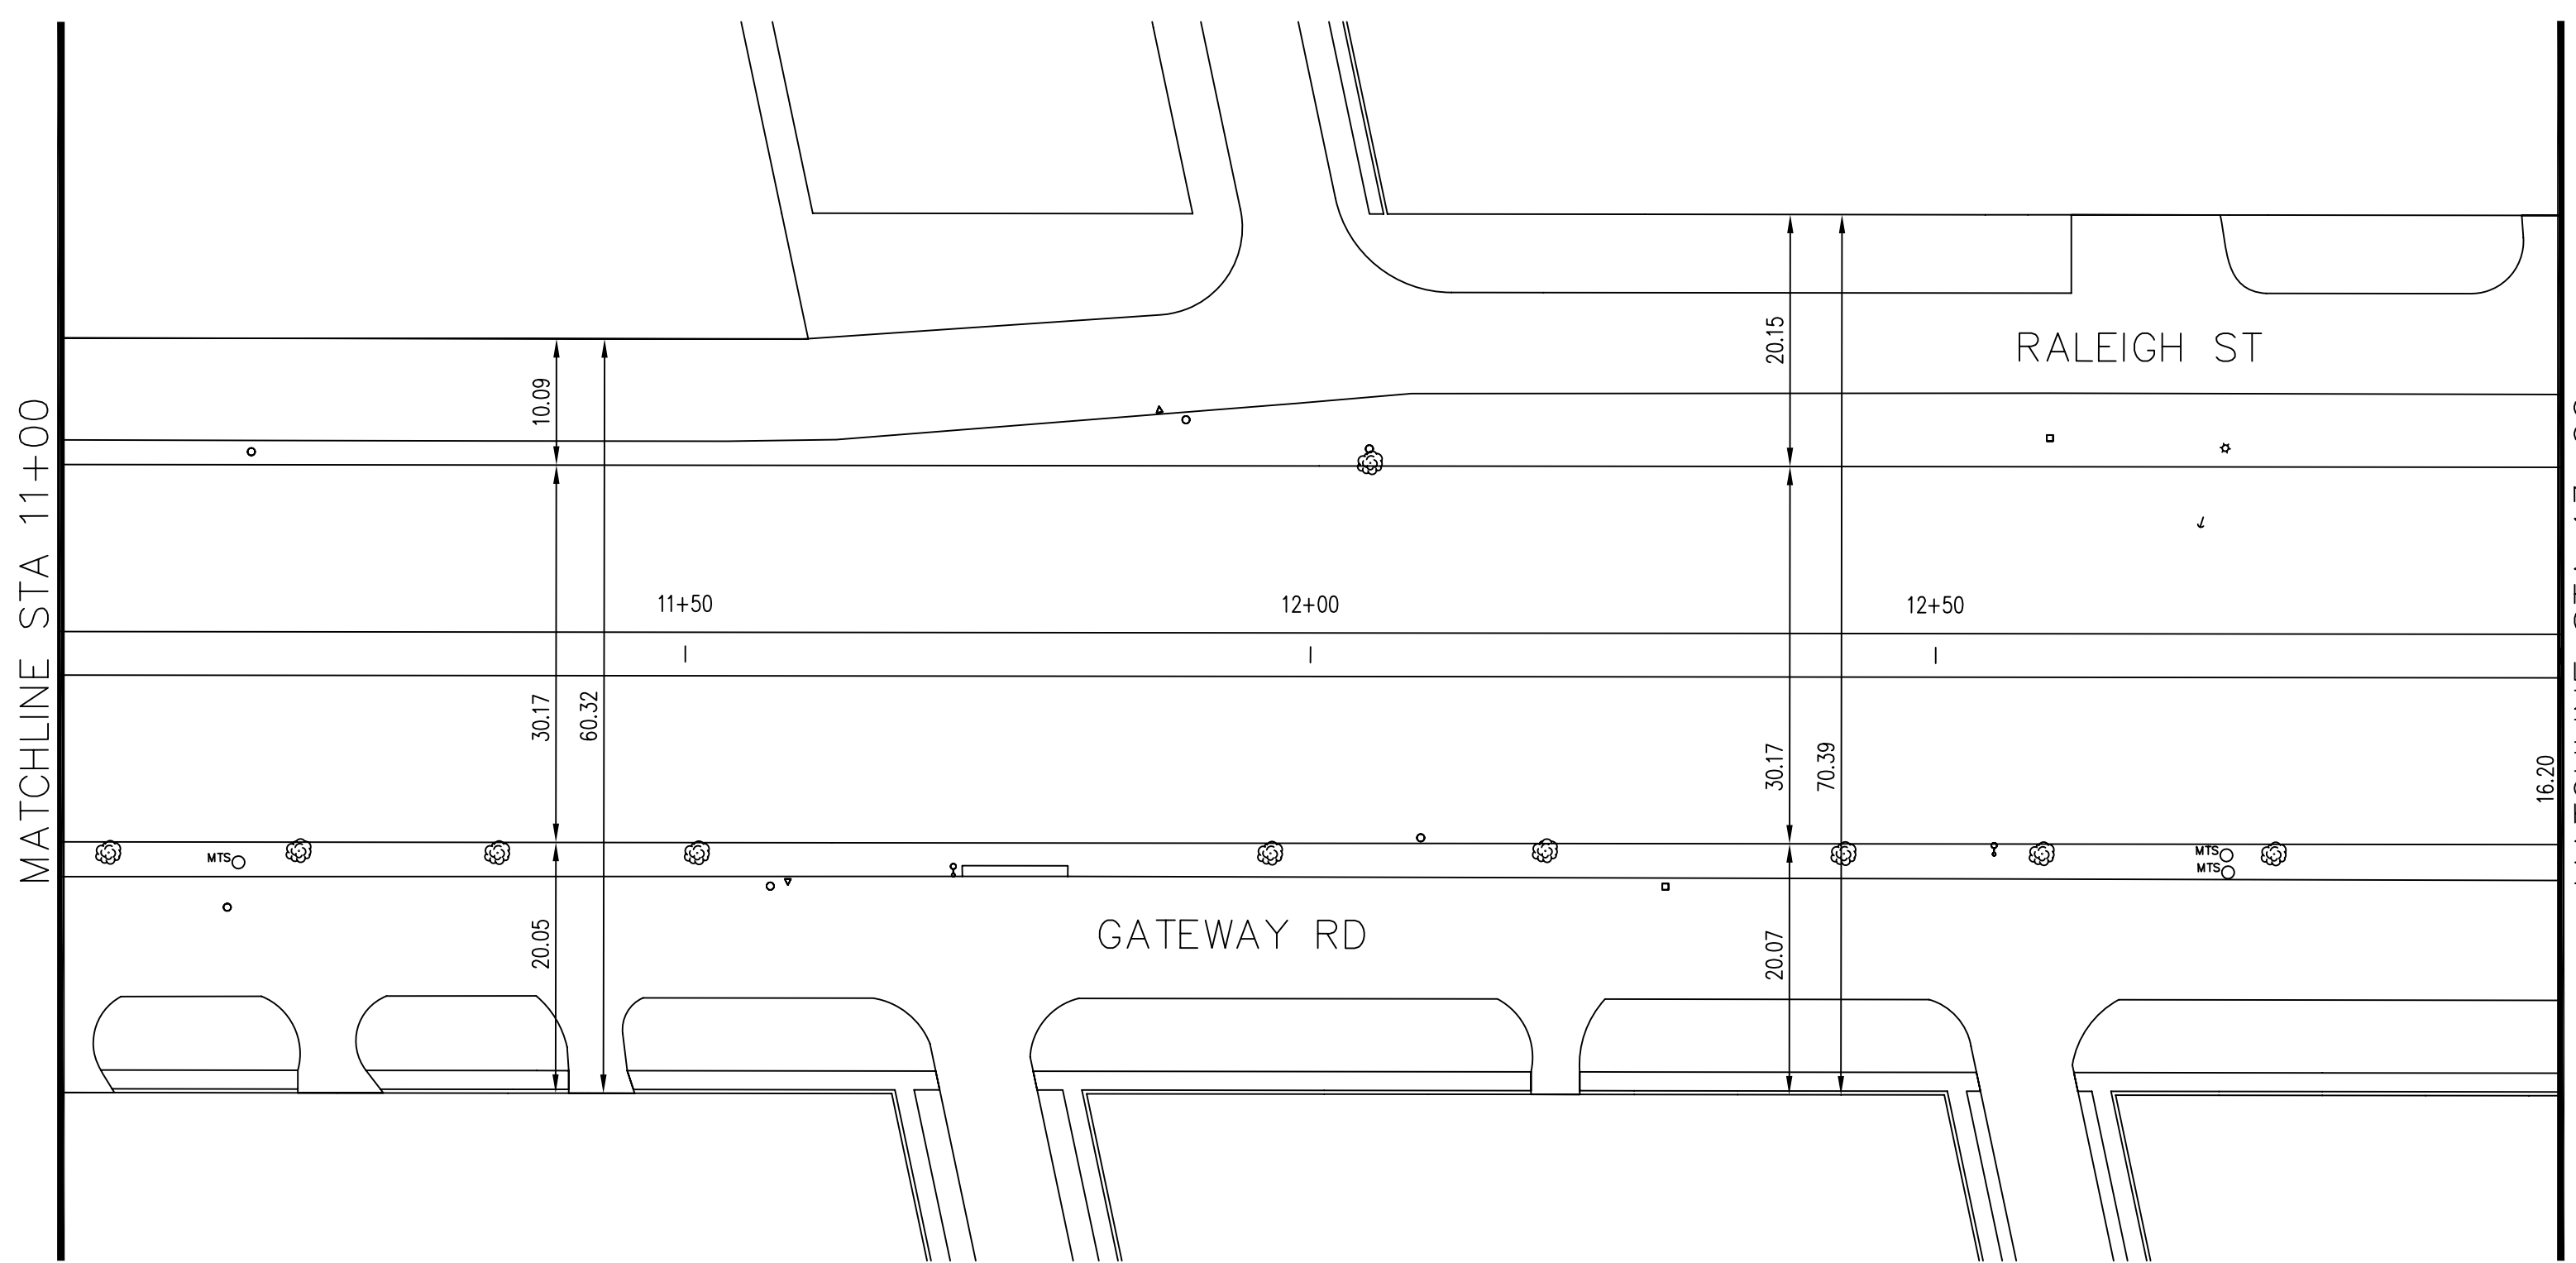 MATCHLINE STA 11+00
RALEIGH ST
10.09
20.15
11+50
12+00
12+50
30.17
60.32
30.17
70.39
16.20
MTS
MTS
MTS
20.05
GATEWAY RD
20.07